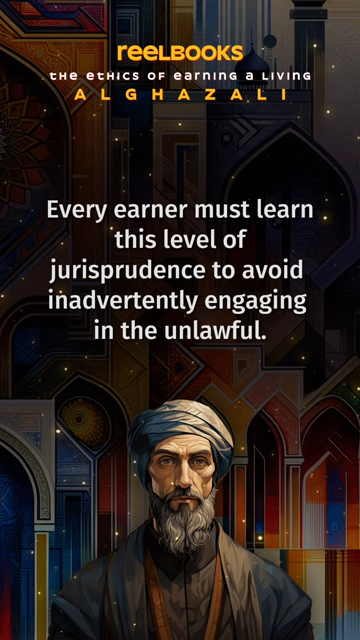 reelBOOKS
the ethics of earning a living
ALGHAZALI
Every earner must learn
this level of
jurisprudence to avoid
inadvertently engaging
in the unlawful.